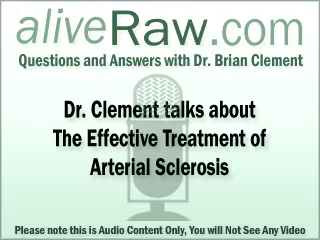 aliveRaw.com
Questions and Answers with Dr. Brian Clement
Dr. Clement talks about
The Effective Treatment of
Arterial Sclerosis
Please note this is Audio Content Only, You will Not See Any Video